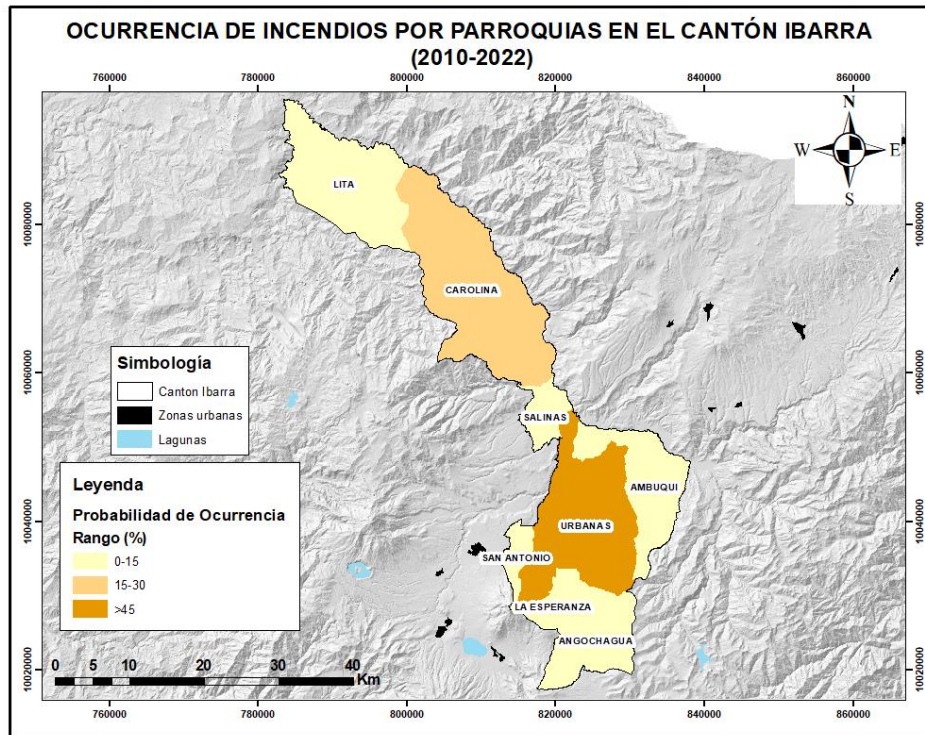 OCURRENCIA DE INCENDIOS POR PARROQUIAS EN EL CANTÓN IBARRA
(2010-2022)
760000 780000 800000 820000 840000 860000
N
W E
S
LITA
10080000 10080000
CAROLINA
Simbología
Canton Ibarra
Zonas urbanas
Lagunas
10060000 10060000
SALINAS
AMBUQUI
Leyenda
Probabilidad de Ocurrencia
Rango (%)
0-15
15-30
>45
10040000 10040000
URBANAS
SAN ANTONIO
LA ESPERANZA
ANGOCHAGUA
0 5 10 20 30 40
Km
10020000 10020000
760000 780000 800000 820000 840000 860000